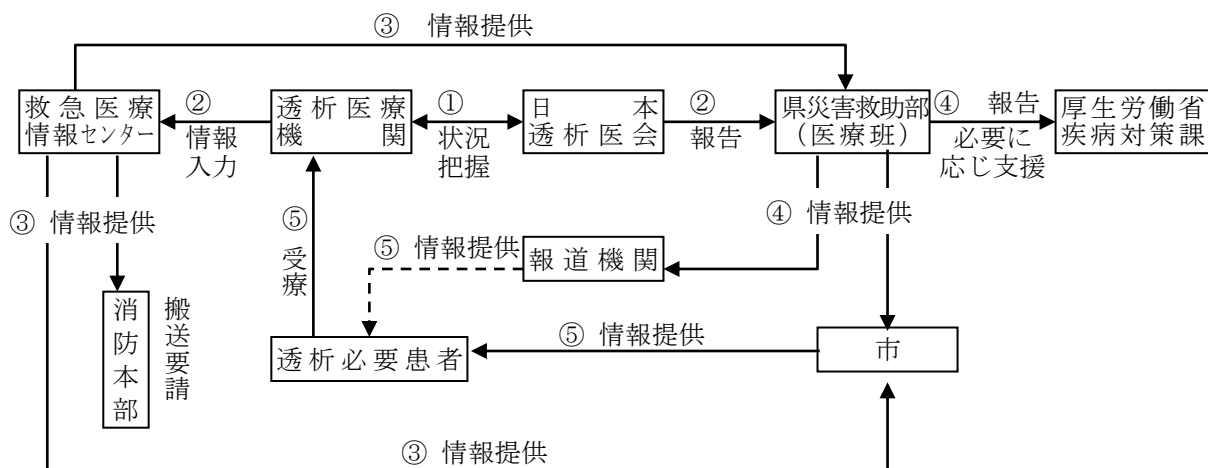 ③ 情報提供
救急医療
情報センター
②
情報
入力
透析医療
機関
①
状況
把握
日本
透析医会
②
報告
県災害救助部
(医療班)
④ 報告
必要に
応じ支援
厚生労働省
疾病対策課
③ 情報提供
⑤
受療
④ 情報提供
⑤ 情報提供
報道機関
消防本部
搬送要請
透析必要患者
⑤ 情報提供
市
③ 情報提供